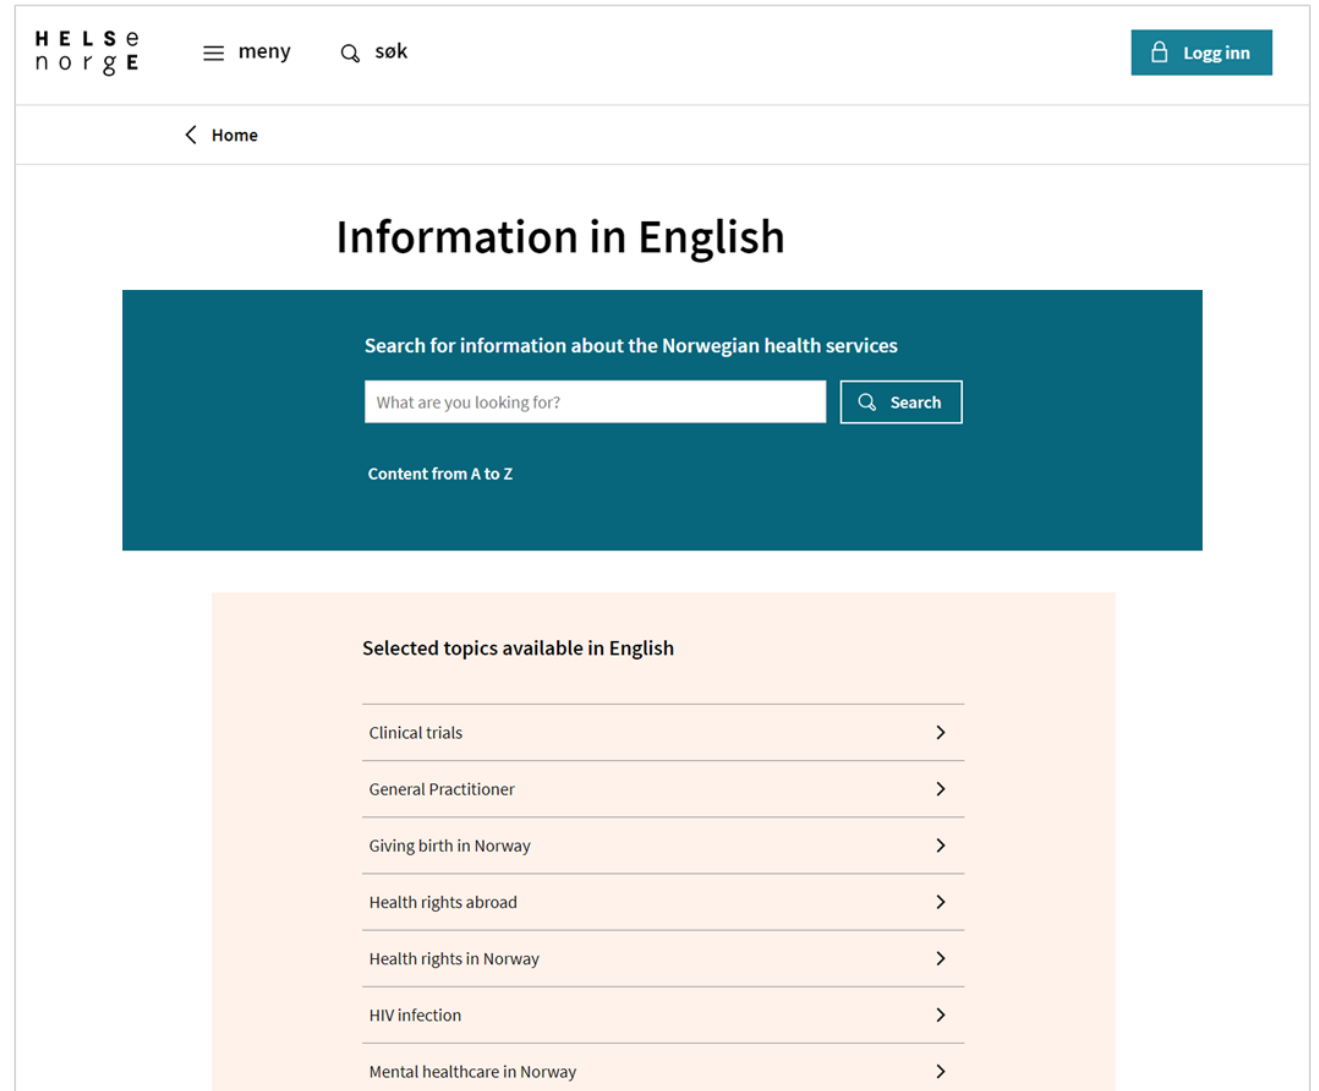 HELSe
norgE
meny
søk
Logg inn
Home
Information in English
Search for information about the Norwegian health services
What are you looking for?
Search
Content from A to Z
Selected topics available in English
Clinical trials
General Practitioner
Giving birth in Norway
Health rights abroad
Health rights in Norway
HIV infection
Mental healthcare in Norway